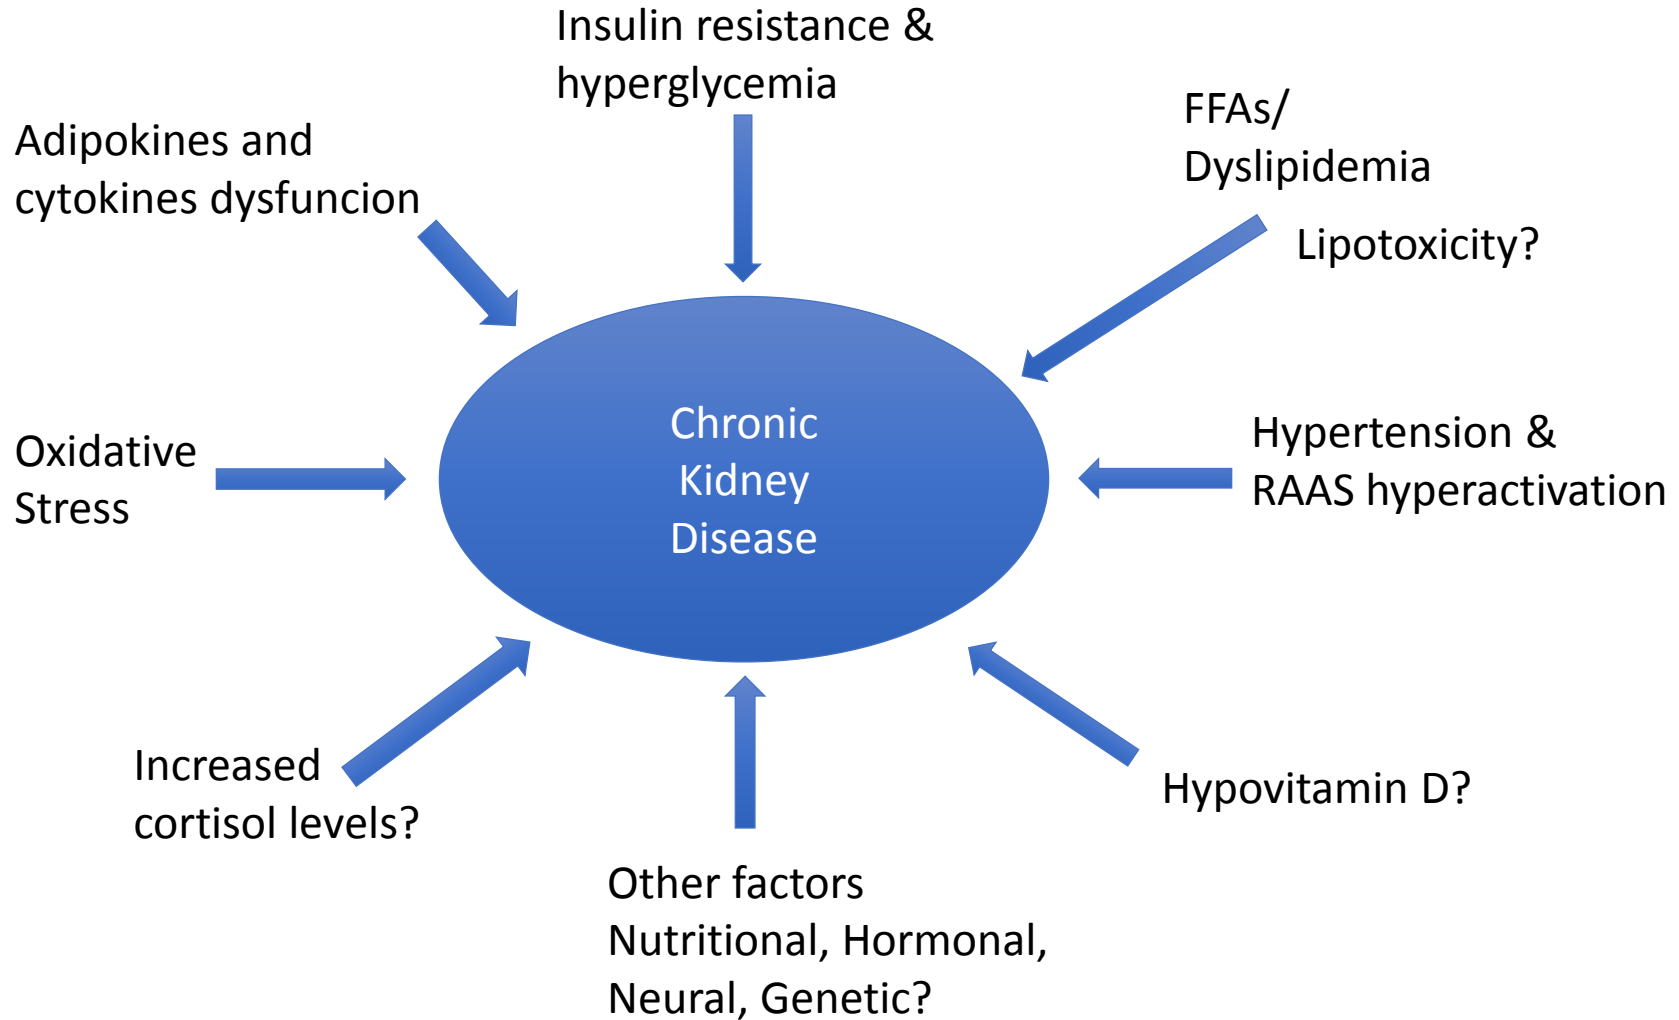 Insulin resistance &
hyperglycemia
FFAs/
Dyslipidemia
Lipotoxicity?
Adipokines and
cytokines dysfuncion
Chronic
Kidney
Disease
Hypertension &
RAAS hyperactivation
Oxidative
Stress
Increased
cortisol levels?
Hypovitamin D?
Other factors
Nutritional, Hormonal,
Neural, Genetic?